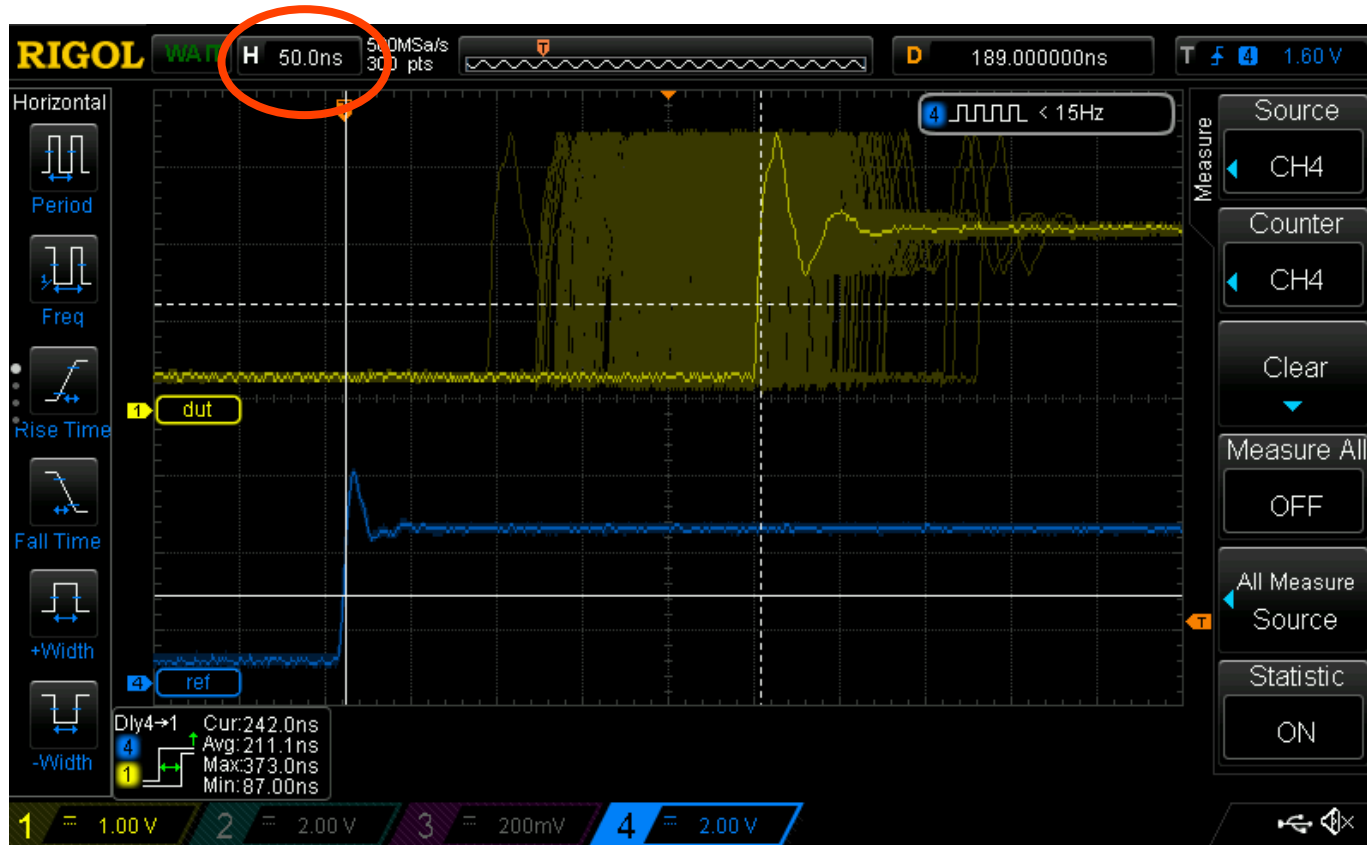 RIGOL WAIT H 50.0ns 500MSa/s D 189.000000ns T 4 1.60 V
300 pts
Horizontal
Period
Freq
Rise Time
Fall Time
+Width
-Width
4 < 15Hz
T
1 dut
4 ref
Dly4→1 Cur:242.0ns
4 Avg:211.1ns
1 Max:373.0ns
Min:87.00ns
Measure
Source
CH4
Counter
CH4
Clear
Measure All
OFF
All Measure
Source
Statistic
ON
1 1.00 V 2 2.00 V 3 200mV 4 2.00 V